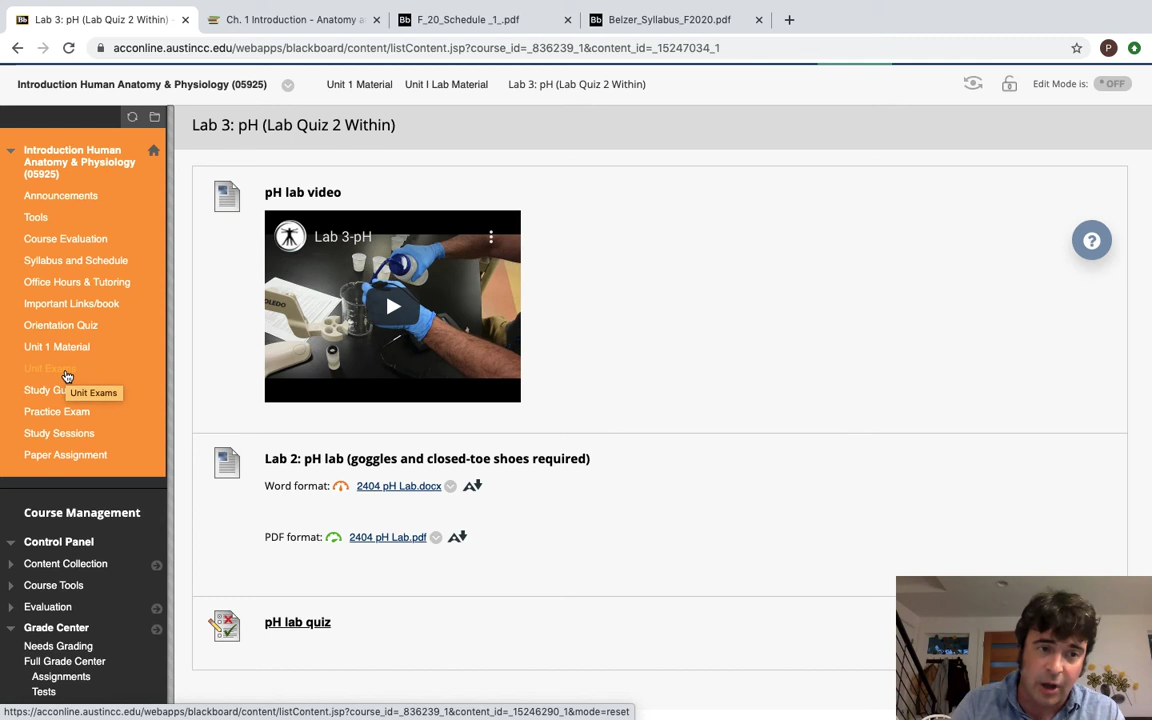 Lab 3: pH (Lab Quiz 2 Within) -
Ch. 1 Introduction - Anatomy a
F_20_Schedule _1_.pdf
Belzer_Syllabus_F2020.pdf
acconline.austincc.edu/webapps/blackboard/content/listContent.jsp?course_id=_836239_1&content_id=_15247034_1
P
Introduction Human Anatomy & Physiology (05925)
Unit 1 Material
Unit I Lab Material
Lab 3: pH (Lab Quiz 2 Within)
Edit Mode is:
OFF
Lab 3: pH (Lab Quiz 2 Within)
Introduction Human
Anatomy & Physiology
(05925)
Announcements
Tools
Course Evaluation
Syllabus and Schedule
Office Hours & Tutoring
Important Links/book
Orientation Quiz
Unit 1 Material
Unit Exams
Unit Exams
Study Gu
Practice Exam
Study Sessions
Paper Assignment
Course Management
Control Panel
Content Collection
Course Tools
Evaluation
Grade Center
Needs Grading
Full Grade Center
Assignments
Tests
pH lab video
Lab 3-pH
Lab 2: pH lab (goggles and closed-toe shoes required)
Word format: 2404 pH Lab.docx
PDF format: 2404 pH Lab.pdf
pH lab quiz
https://acconline.austincc.edu/webapps/blackboard/content/listContent.jsp?course_id=_836239_1&content_id=_15246290_1&mode=reset